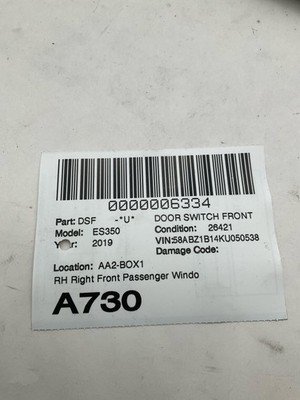 0000006334
Part: DSF -*U* DOOR SWITCH FRONT
Model: ES350 Condition: 26421
Year: 2019 VIN:58ABZ1B14KU050538
Damage Code:
Location: AA2-BOX1
RH Right Front Passenger Windo
A730